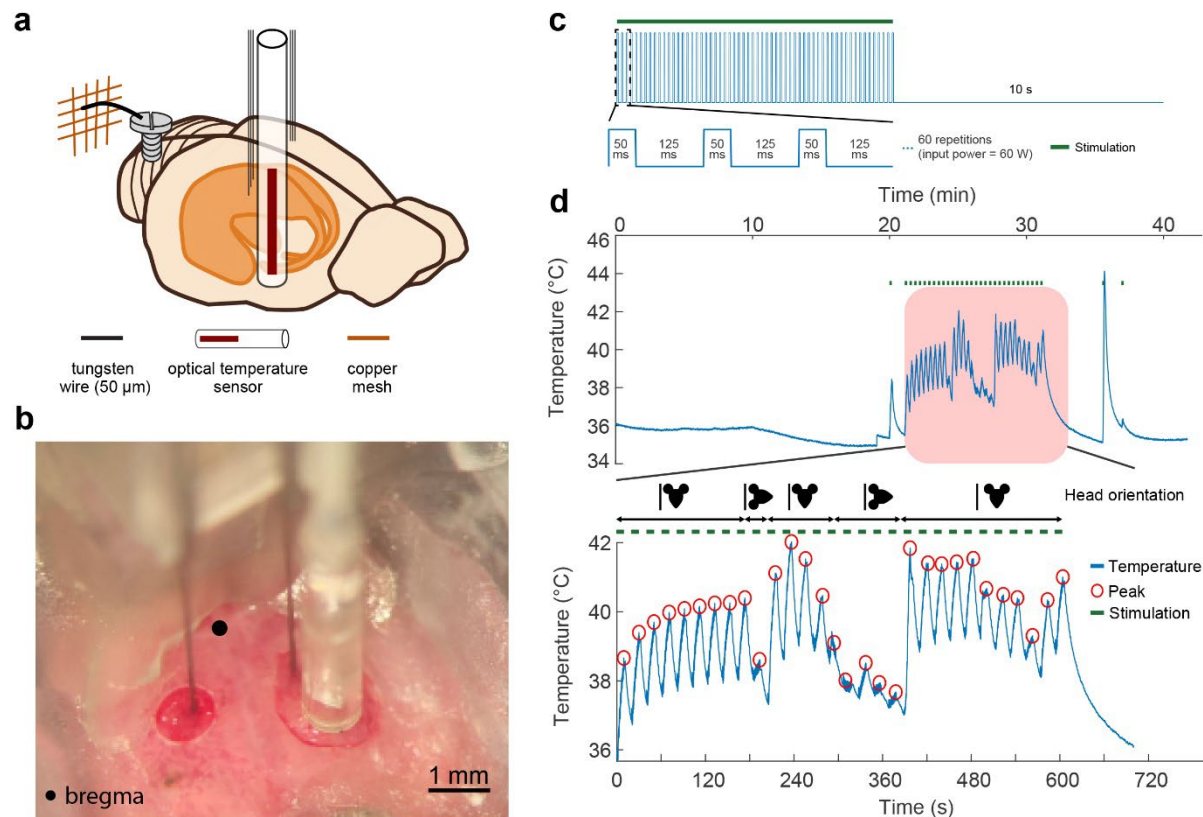 a
tungsten
wire (50 µm)
optical temperature
sensor
copper
mesh
b
• bregma
1 mm
c
10 s
50
ms
125
ms
50
ms
125
ms
50
ms
125
ms
60 repetitions
(input power = 60 W)
Stimulation
d
Time (min)
0 10 20 30 40
Temperature (°C)
46
44
42
40
38
36
34
Head orientation
Temperature (°C)
42
40
38
36
Temperature
Peak
Stimulation
0 120 240 360 480 600 720
Time (s)